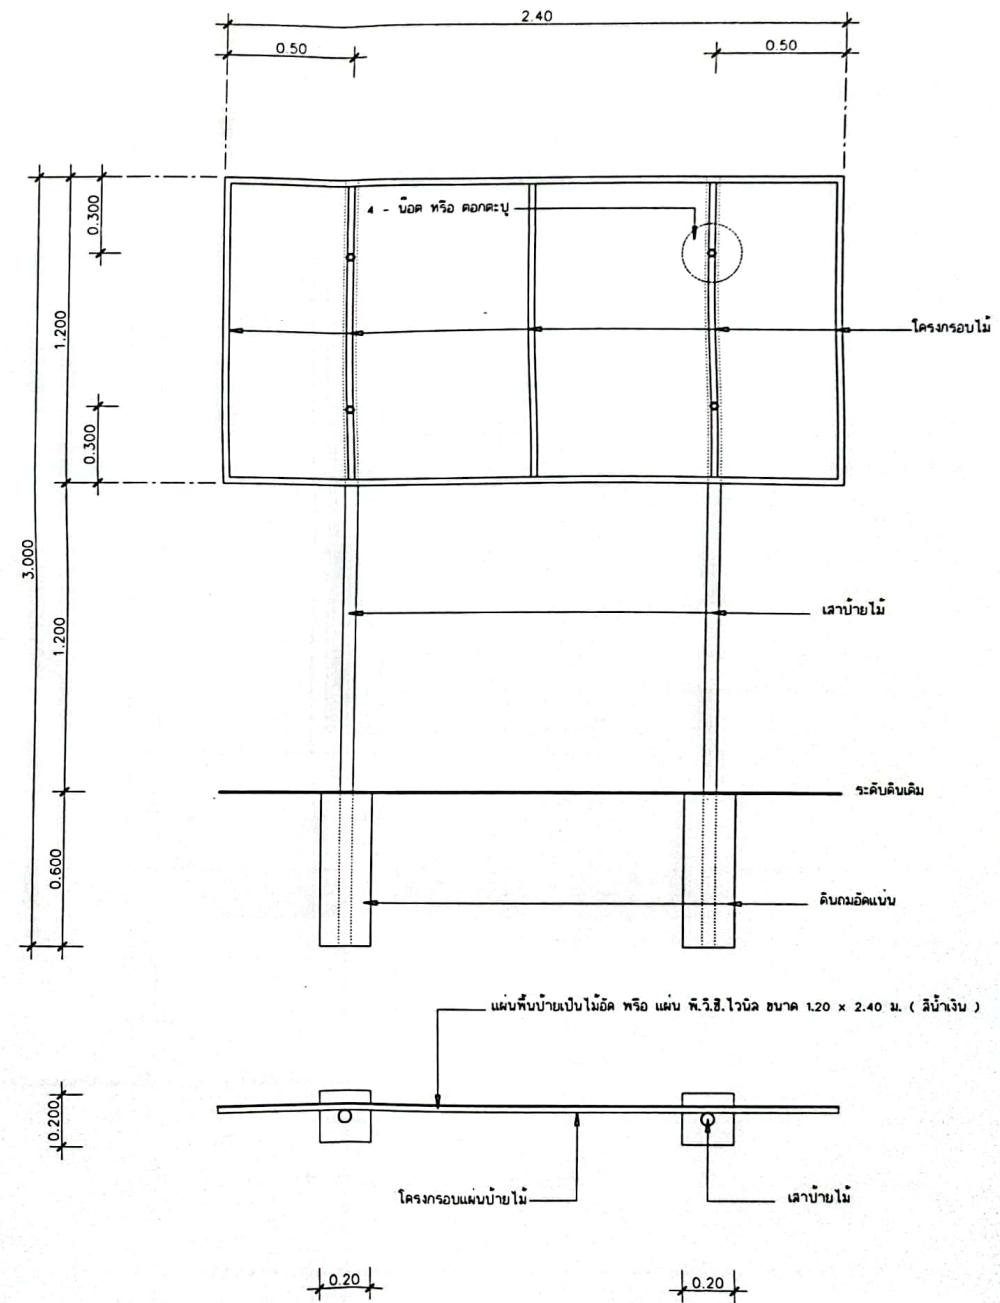 2.40
0.50
0.50
4 - น๊อต หรือ ตอกตะปู
0.300
1.200
โครงกรอบไม้
0.300
3.000
1.200
เสาป้ายไม้
ระดับดินเดิม
0.600
ดินถมอัดแน่น
แผ่นพื้นป้ายเป็นไม้อัด หรือ แผ่น พี.วี.ซี.ไวนิล ขนาด 1.20 x 2.40 ม. ( สีน้ำเงิน )
0.200
โครงกรอบแผ่นป้ายไม้
เสาป้ายไม้
0.20
0.20